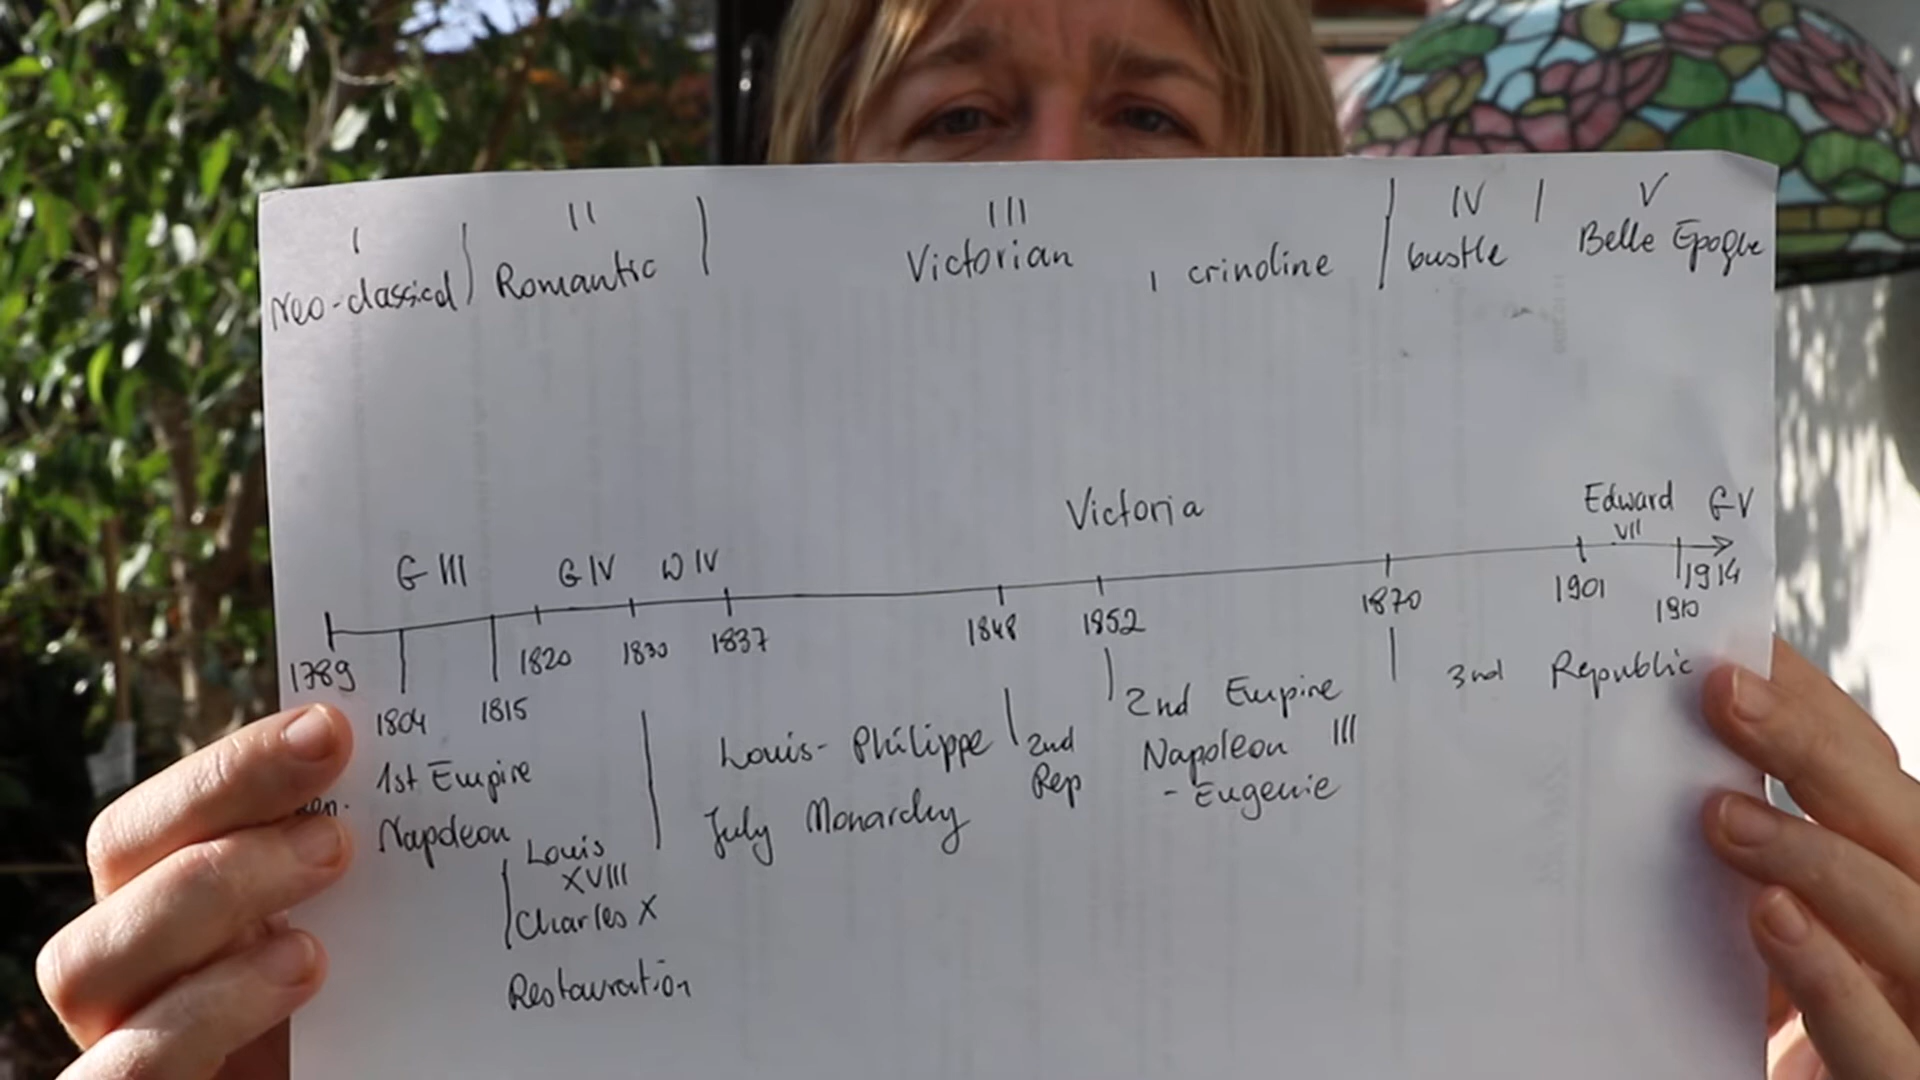 I II III IV V
Neo-classical Romantic Victorian crinoline bustle Belle Epoque
Victoria Edward VII G V
G III G IV W IV
1789 1804 1815 1820 1830 1837 1848 1852 1870 1901 1910 1914
1st Empire
Napoleon
Louis
XVIII
Charles X
Restauration
Louis-Philippe
July Monarchy
2nd
Rep
2nd Empire
Napoleon III
- Eugenie
3rd Republic